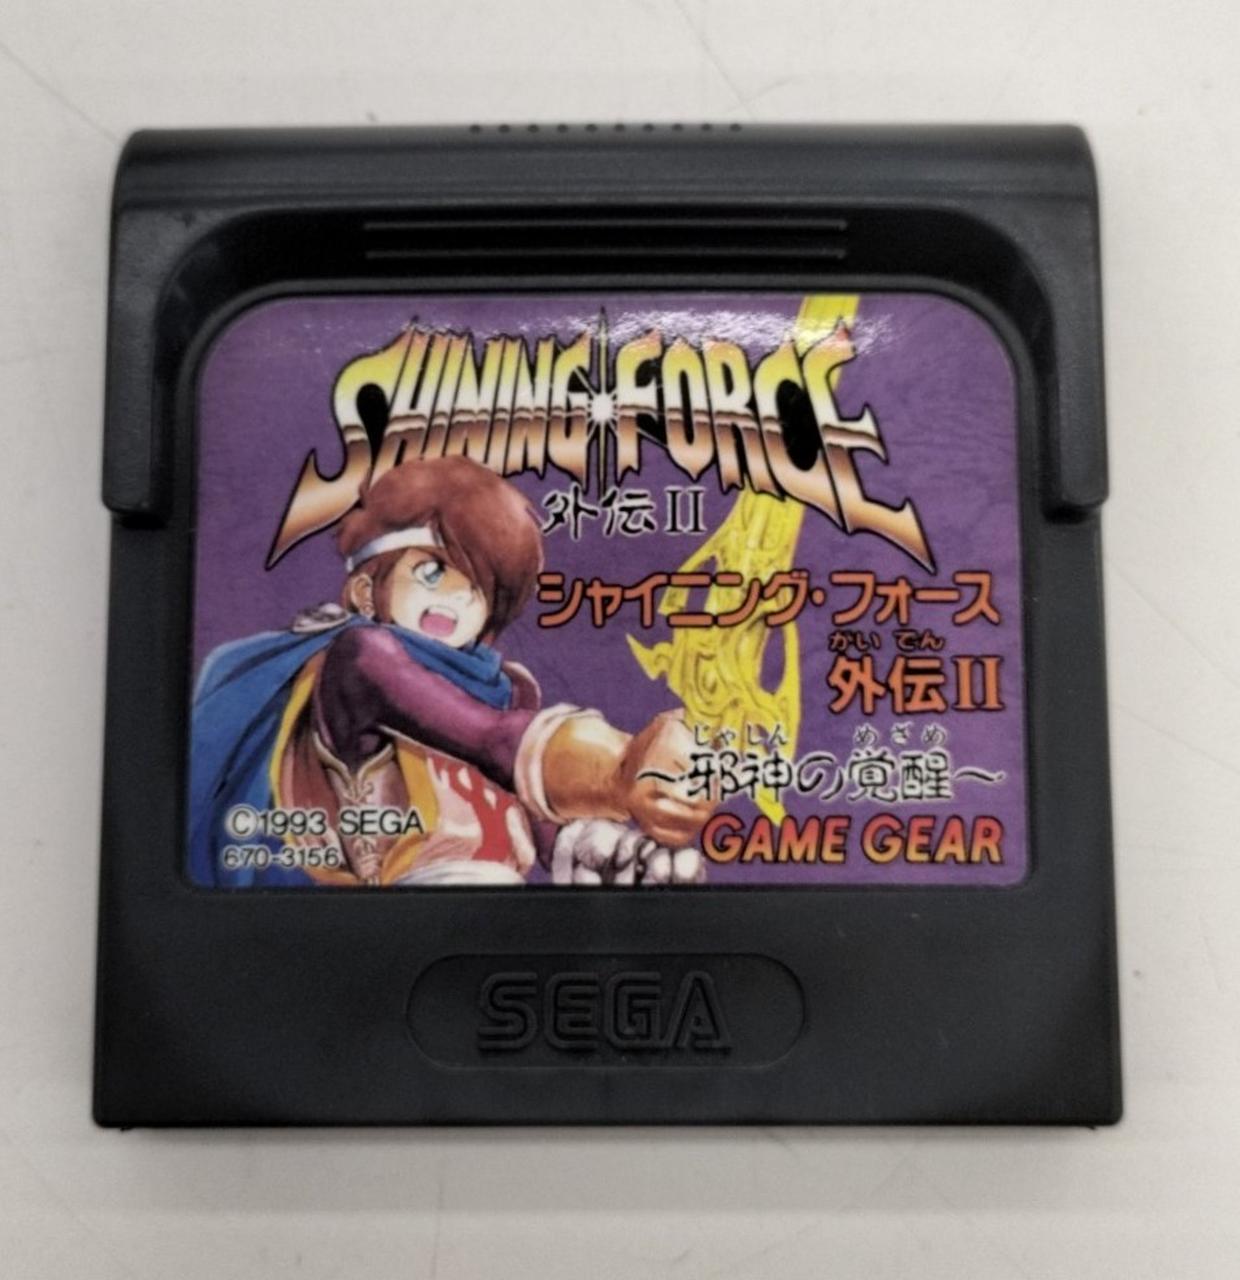 SHINING FORCE
外伝II
シャイニング・フォース
がいでん
外伝II
じゃしん めざめ
～邪神の覚醒～
©1993 SEGA
670-3156
GAME GEAR
SEGA